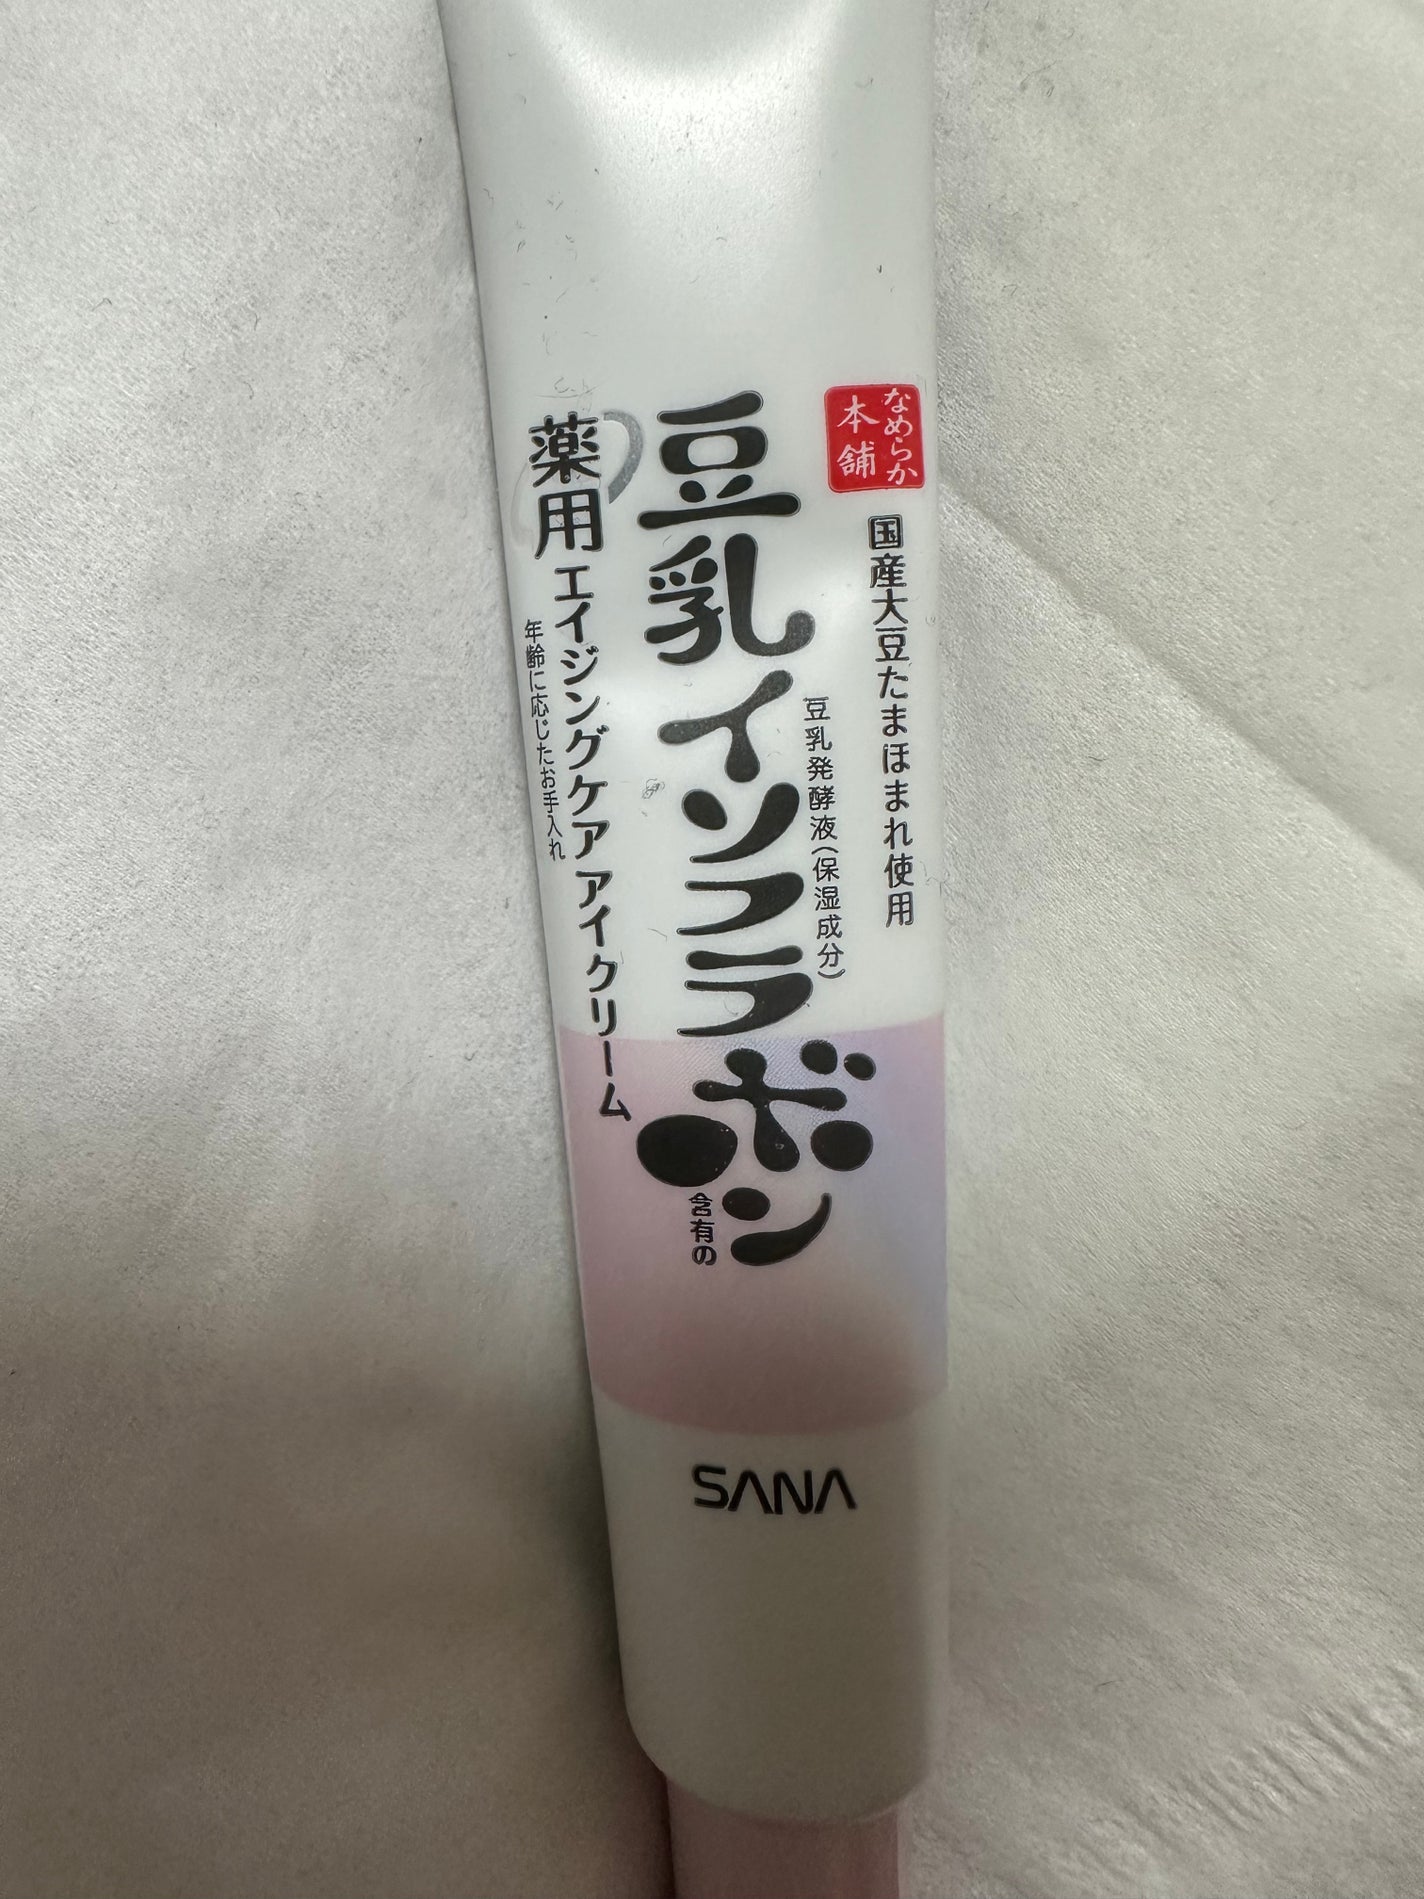 なめらか
本舗
国産大豆たまほまれ使用
豆乳発酵液(保湿成分)
豆乳イソフラボン
含有の
薬用エイジングケアアイクリーム
年齢に応じたお手入れ
SANA